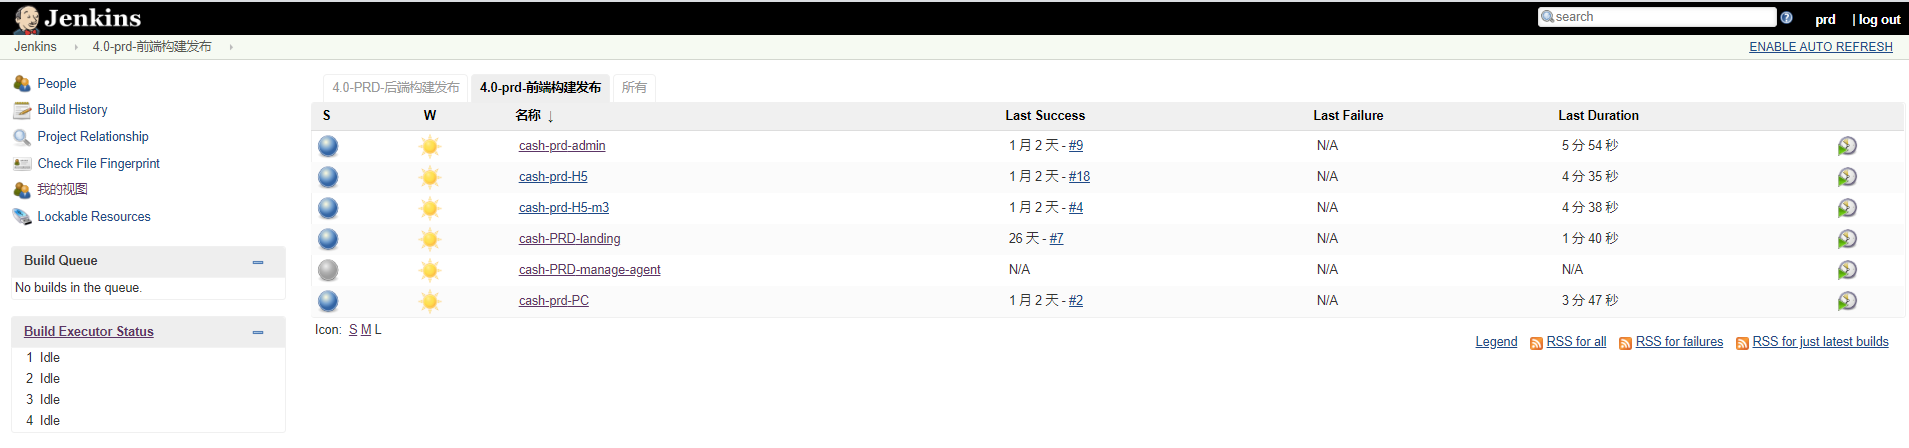 Jenkins
search
prd | log out
Jenkins 4.0-prd-前端构建发布
ENABLE AUTO REFRESH
People
Build History
Project Relationship
Check File Fingerprint
我的视图
Lockable Resources
Build Queue
No builds in the queue.
Build Executor Status
1 Idle
2 Idle
3 Idle
4 Idle
4.0-PRD-后端构建发布 4.0-prd-前端构建发布 所有
S W 名称 ↓ Last Success Last Failure Last Duration
cash-prd-admin 1 月 2 天 - #9 N/A 5 分 54 秒
cash-prd-H5 1 月 2 天 - #18 N/A 4 分 35 秒
cash-prd-H5-m3 1 月 2 天 - #4 N/A 4 分 38 秒
cash-PRD-landing 26 天 - #7 N/A 1 分 40 秒
cash-PRD-manage-agent N/A N/A N/A
cash-prd-PC 1 月 2 天 - #2 N/A 3 分 47 秒
Icon: S M L
Legend RSS for all RSS for failures RSS for just latest builds